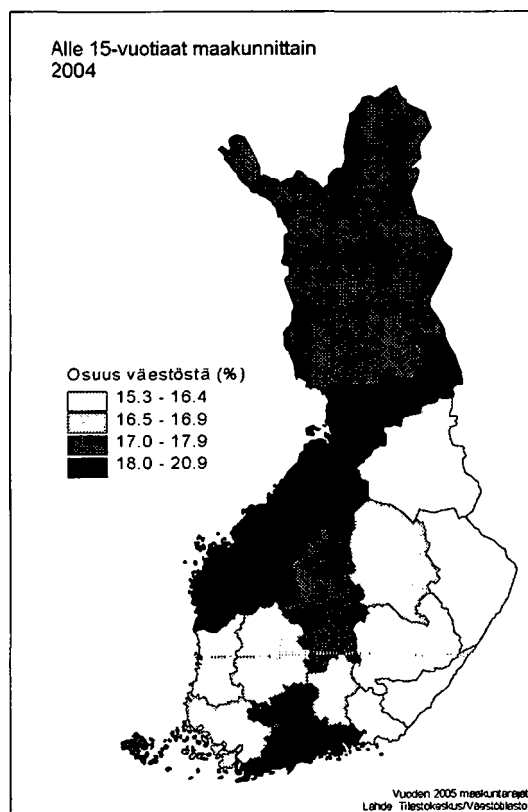 Alle 15-vuotiaat maakunnittain
2004
Osuus väestöstä (%)
15.3 - 16.4
16.5 - 16.9
17.0 - 17.9
18.0 - 20.9
Vuoden 2005 maakuntarajat
Lähde Tilastokeskus/Väestötilasto